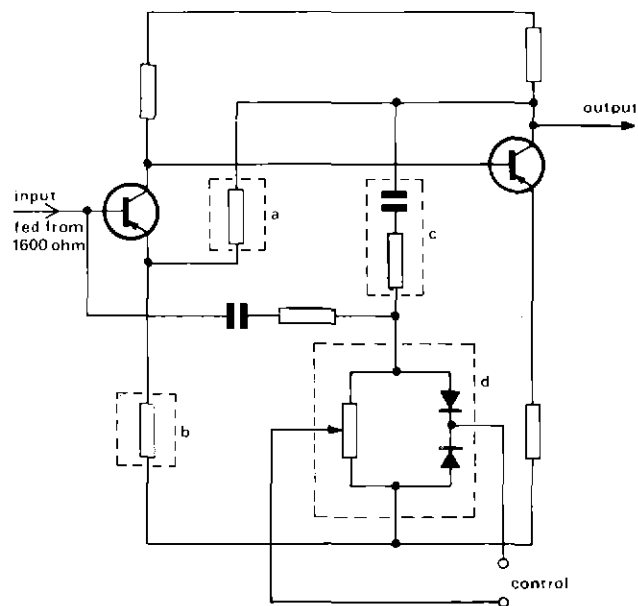 output
input
fed from
1600 ohm
a
c
d
b
control